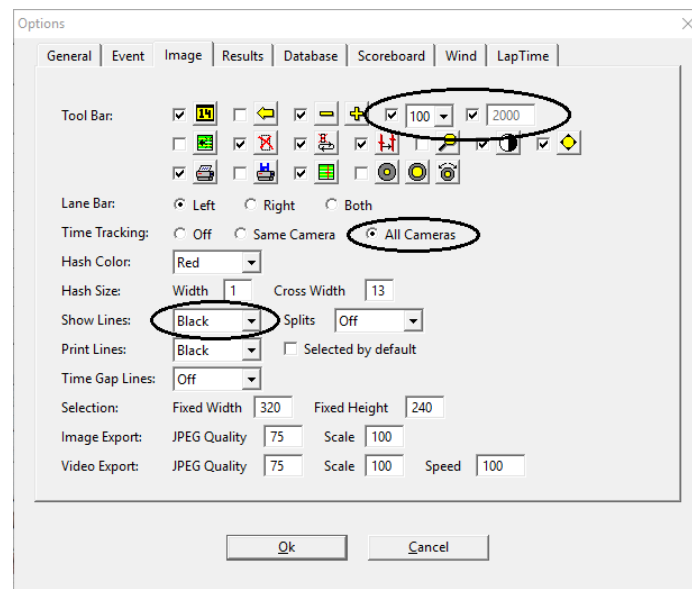 Options
General Event Image Results Database Scoreboard Wind LapTime
Tool Bar: 14 100 2000
Lane Bar: Left Right Both
Time Tracking: Off Same Camera All Cameras
Hash Color: Red
Hash Size: Width 1 Cross Width 13
Show Lines: Black Splits Off
Print Lines: Black Selected by default
Time Gap Lines: Off
Selection: Fixed Width 320 Fixed Height 240
Image Export: JPEG Quality 75 Scale 100
Video Export: JPEG Quality 75 Scale 100 Speed 100
Ok Cancel